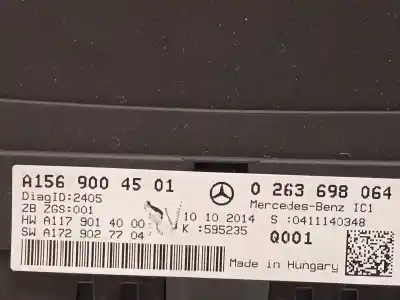 A156 900 45 01 0 263 698 064
DiagID:2405 Mercedes-Benz IC1
ZB ZGS:001 10 10 2014 S :0411140348
HW A117 901 40 00 K :595235 Q001
SW A172 902 77 04
Made in Hungary